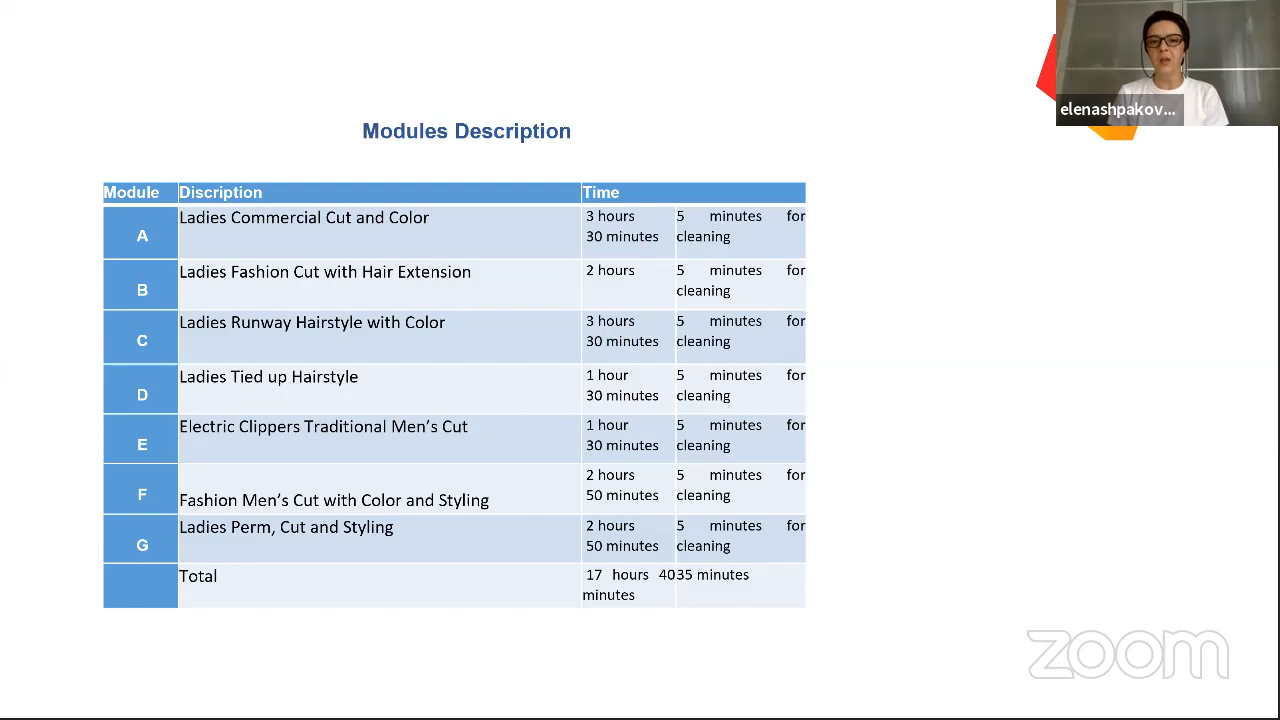 elenashpakov...
Modules Description
Module Discription Time
A Ladies Commercial Cut and Color 3 hours 30 minutes 5 minutes for cleaning
B Ladies Fashion Cut with Hair Extension 2 hours 5 minutes for cleaning
C Ladies Runway Hairstyle with Color 3 hours 30 minutes 5 minutes for cleaning
D Ladies Tied up Hairstyle 1 hour 30 minutes 5 minutes for cleaning
E Electric Clippers Traditional Men’s Cut 1 hour 30 minutes 5 minutes for cleaning
F Fashion Men’s Cut with Color and Styling 2 hours 50 minutes 5 minutes for cleaning
G Ladies Perm, Cut and Styling 2 hours 50 minutes 5 minutes for cleaning
Total 17 hours 40 minutes 35 minutes
zoom